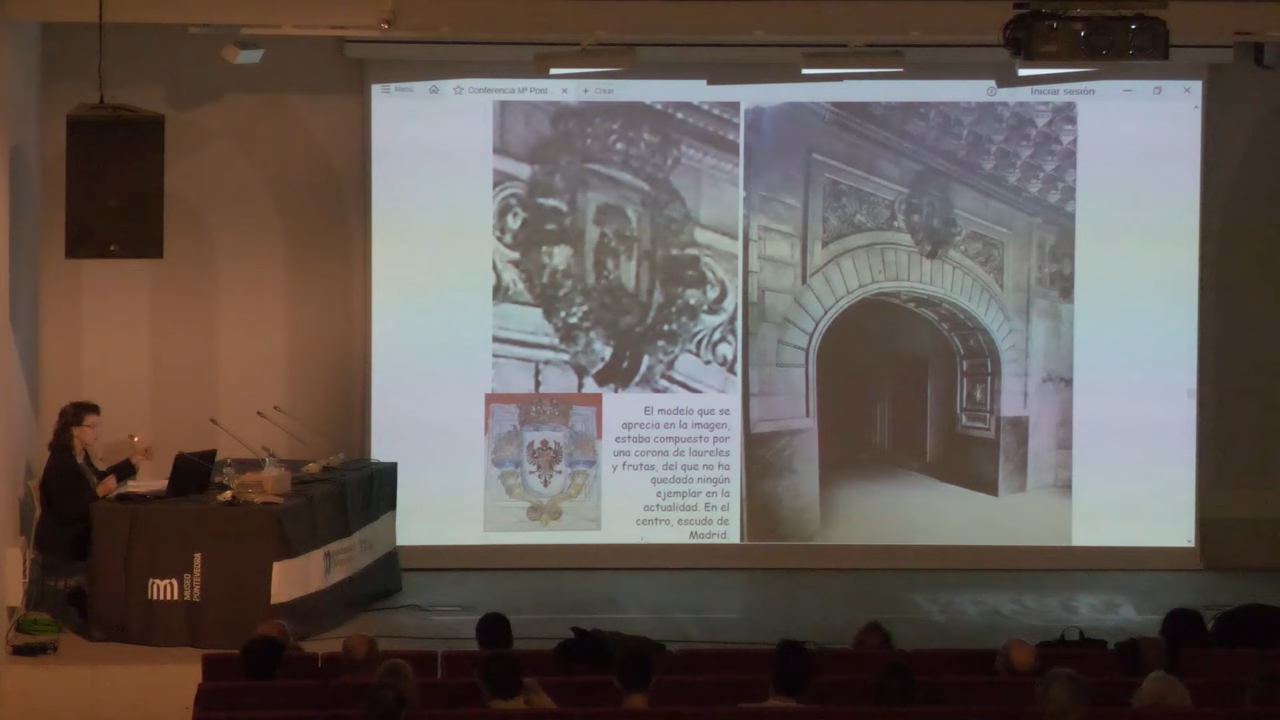 Menú
Conferencia Mª Pont...
Crear
Iniciar sesión
El modelo que se
aprecia en la imagen,
estaba compuesto por
una corona de laureles
y frutas, del que no ha
quedado ningún
ejemplar en la
actualidad. En el
centro, escudo de
Madrid.
MUSEO
PONTEVEDRA